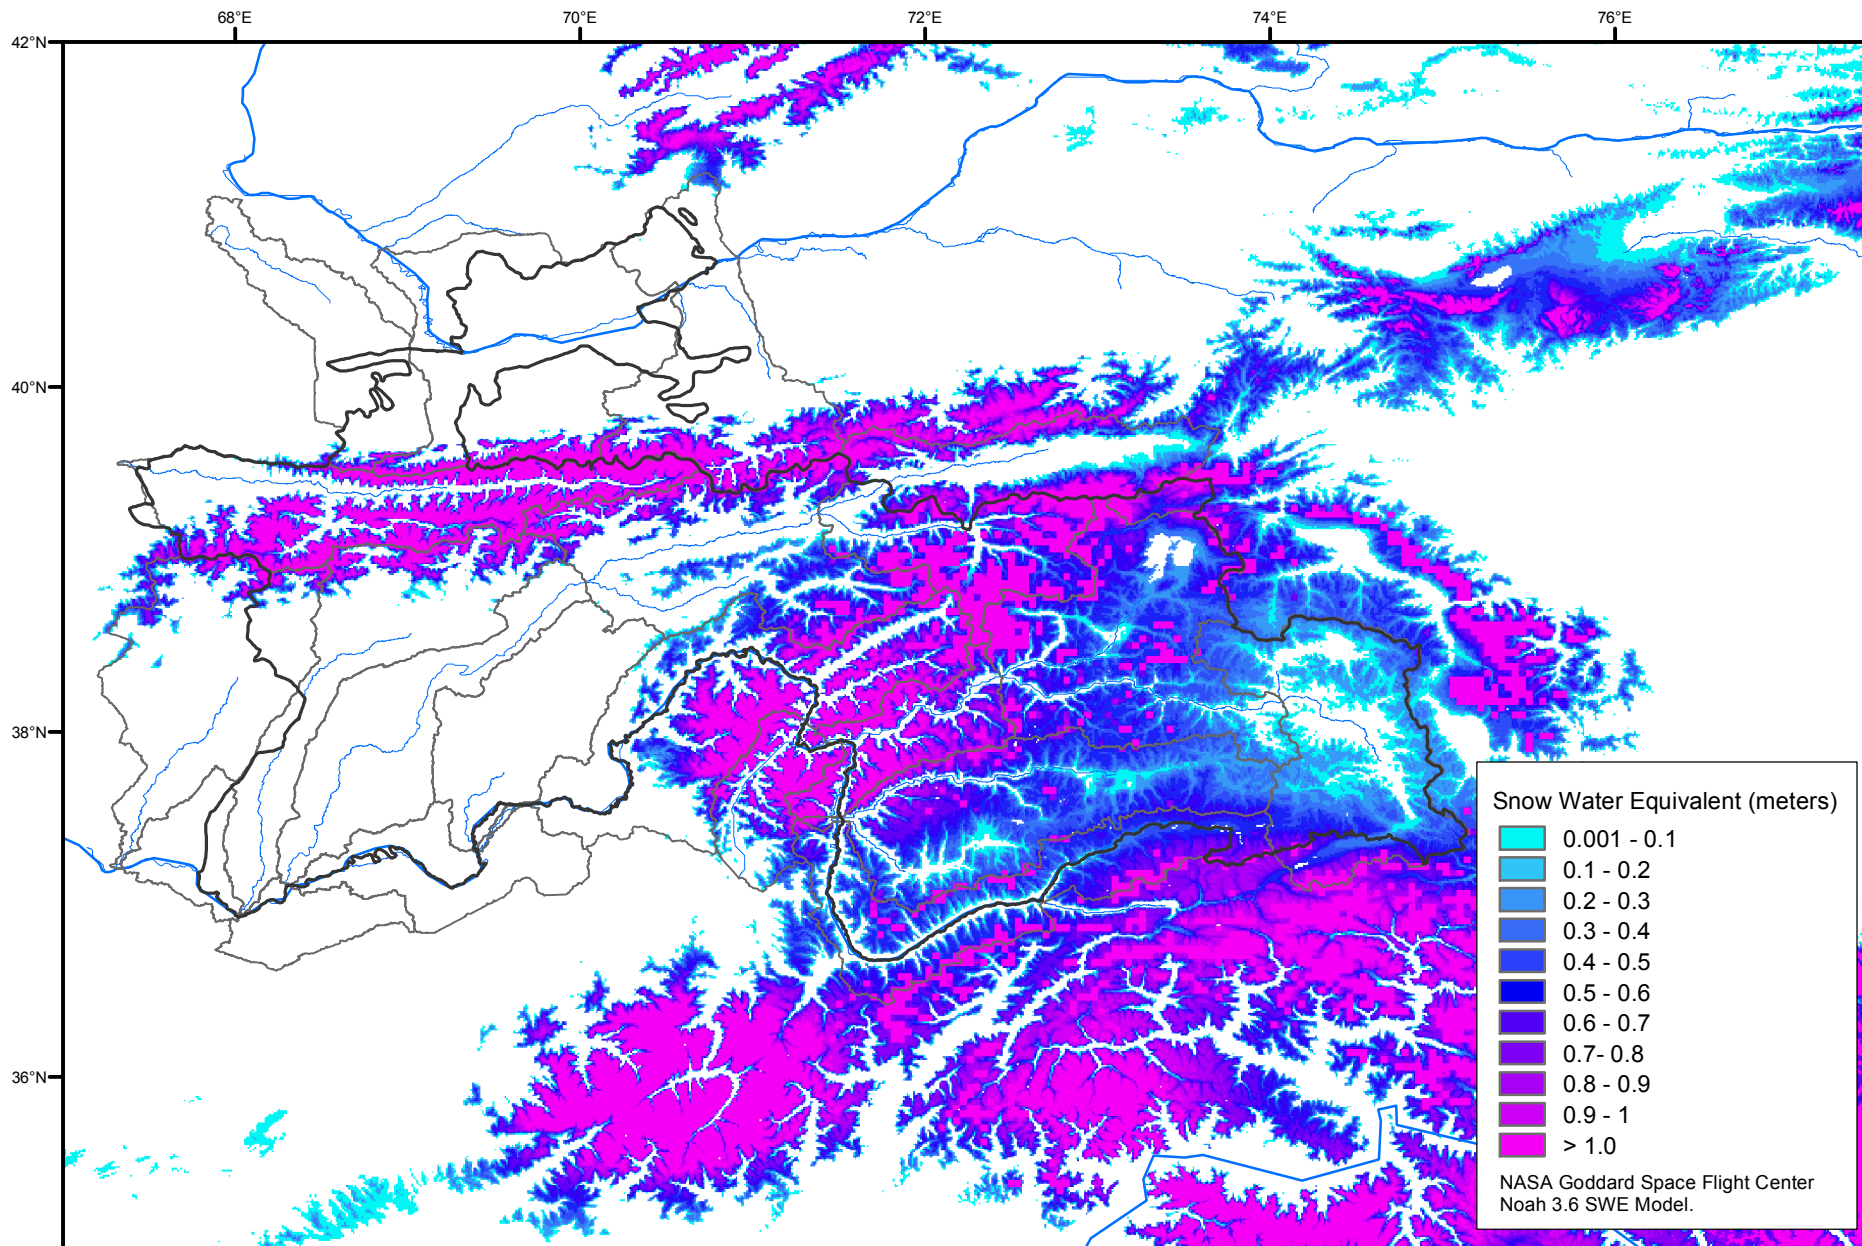 68°E
70°E
72°E
74°E
76°E
42°N
40°N
38°N
36°N
Snow Water Equivalent (meters)
0.001 - 0.1
0.1 - 0.2
0.2 - 0.3
0.3 - 0.4
0.4 - 0.5
0.5 - 0.6
0.6 - 0.7
0.7- 0.8
0.8 - 0.9
0.9 - 1
> 1.0
NASA Goddard Space Flight Center
Noah 3.6 SWE Model.